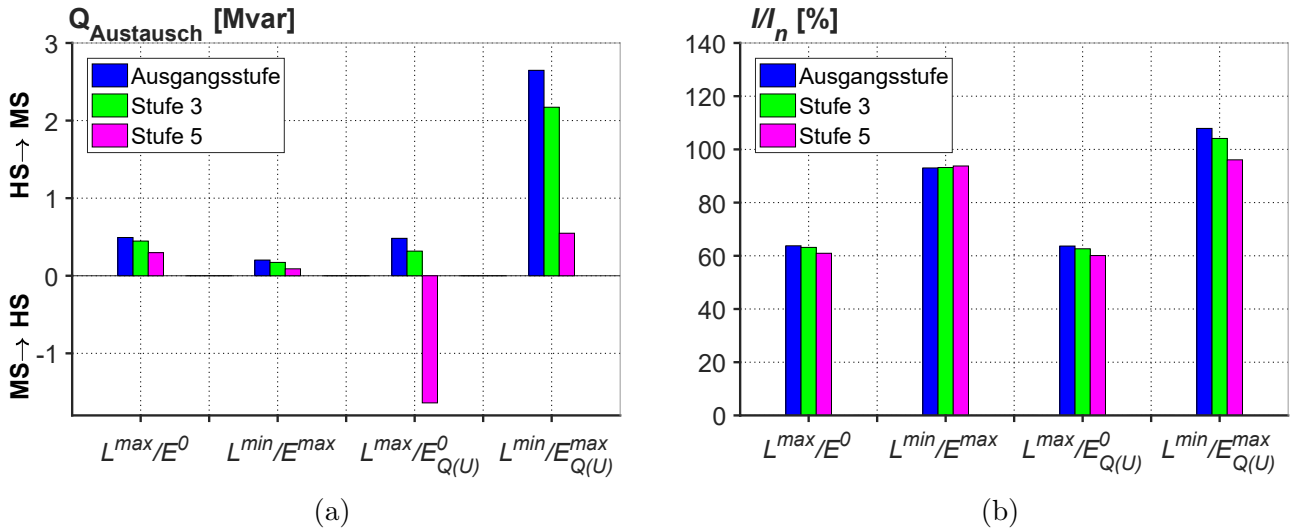 Q_Austausch [Mvar]
3
2
1
0
-1
HS→ MS
MS→ HS
Ausgangsstufe
Stufe 3
Stufe 5
L^max/E^0
L^min/E^max
L^max/E^0_Q(U)
L^min/E^max_Q(U)
(a)
I/I_n [%]
140
120
100
80
60
40
20
0
Ausgangsstufe
Stufe 3
Stufe 5
L^max/E^0
L^min/E^max
L^max/E^0_Q(U)
L^min/E^max_Q(U)
(b)